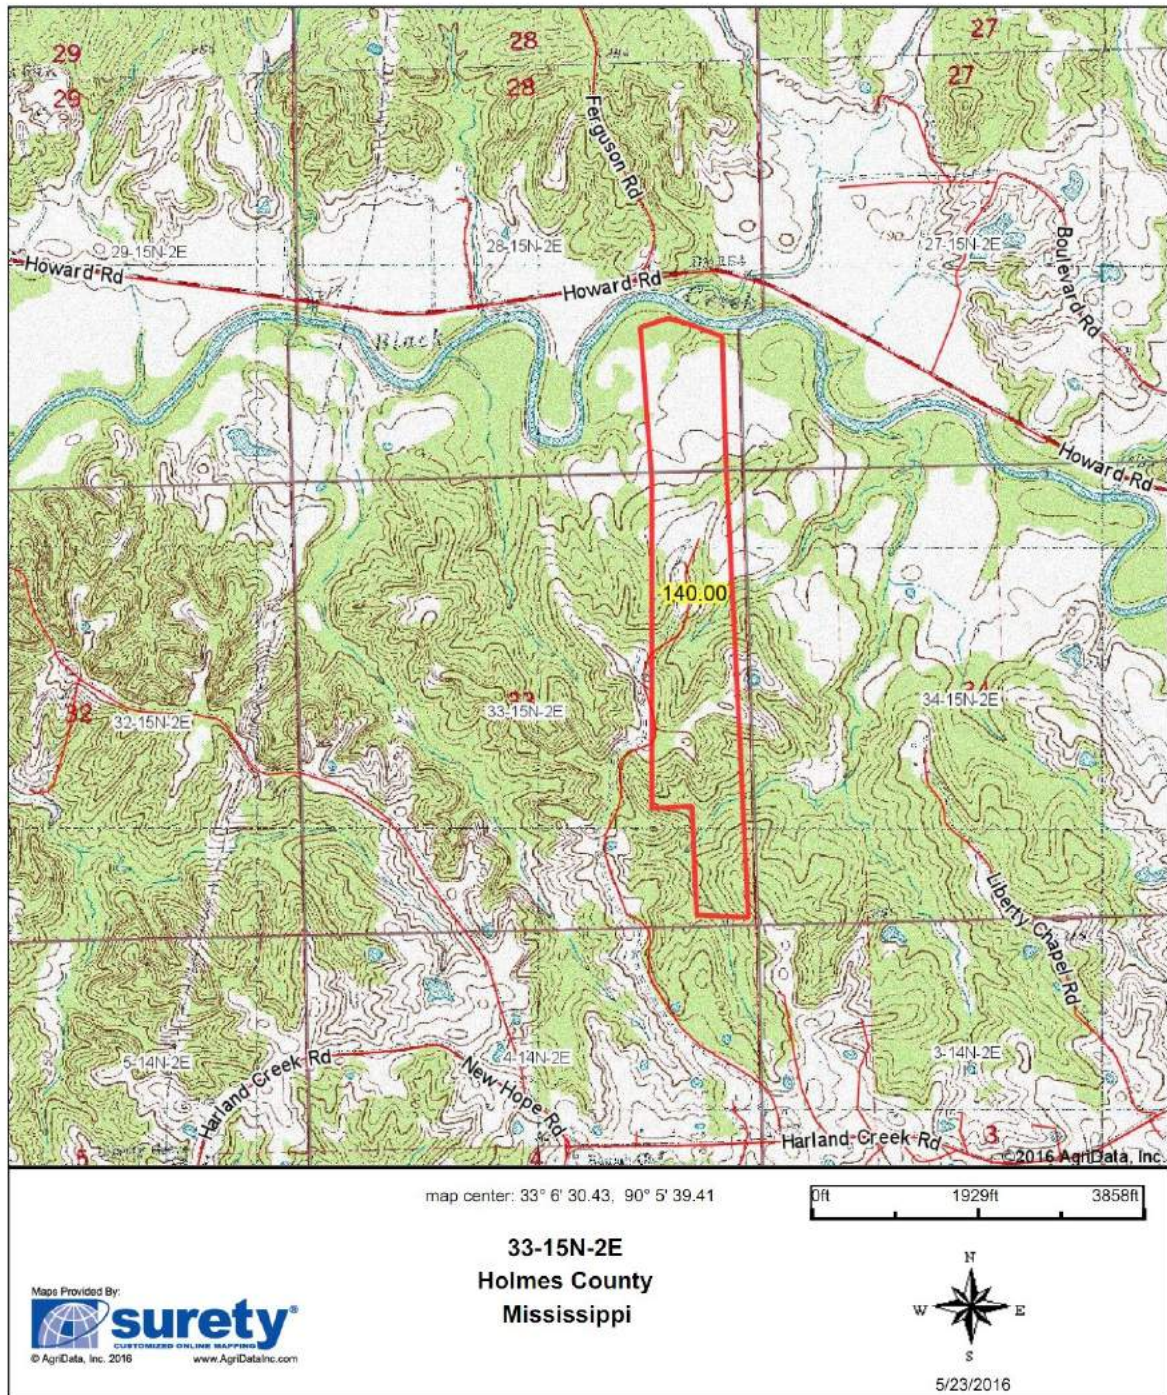 29
28
27
29
28
27
Ferguson Rd
29-15N-2E
28-15N-2E
27-15N-2E
Boulevard Rd
Howard Rd
Howard Rd
Creek
Black
Howard Rd
140.00
33
34
32
32-15N-2E
33-15N-2E
34-15N-2E
Liberty Chapel Rd
5-14N-2E
4-14N-2E
3-14N-2E
Harland Creek Rd
New Hope Rd
Harland Creek Rd
3
5
4
©2016 AgriData, Inc.
map center: 33° 6' 30.43, 90° 5' 39.41
0ft 1929ft 3858ft
33-15N-2E
Holmes County
Mississippi
Maps Provided By:
surety®
CUSTOMIZED ONLINE MAPPING
© AgriData, Inc. 2016 www.AgriDataInc.com
N
W E
S
5/23/2016